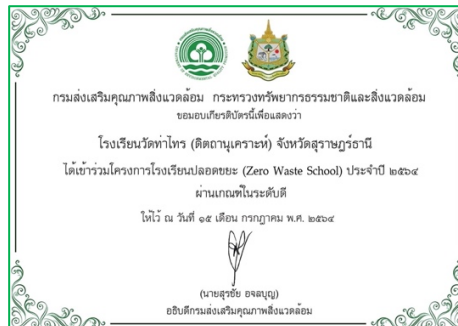 กรมส่งเสริมคุณภาพสิ่งแวดล้อม กระทรวงทรัพยากรธรรมชาติและสิ่งแวดล้อม
ขอมอบเกียรติบัตรนี้เพื่อแสดงว่า
โรงเรียนวัดท่าไทร (ดิตถานุเคราะห์) จังหวัดสุราษฎร์ธานี
ได้เข้าร่วมโครงการโรงเรียนปลอดขยะ (Zero Waste School) ประจำปี ๒๕๖๔
ผ่านเกณฑ์ในระดับดี
ให้ไว้ ณ วันที่ ๑๕ เดือน กรกฎาคม พ.ศ. ๒๕๖๔
(นายสุรชัย อจลบุญ)
อธิบดีกรมส่งเสริมคุณภาพสิ่งแวดล้อม